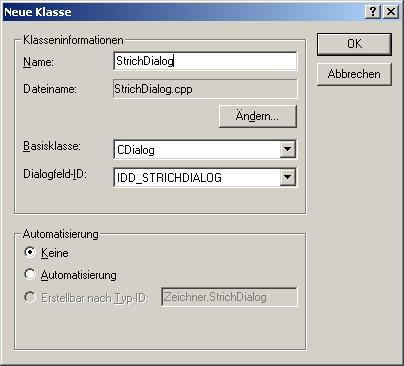 Neue Klasse
Klasseninformationen
Name:
StrichDialog
OK
Dateiname:
StrichDialog.cpp
Abbrechen
Ändern...
Basisklasse:
CDialog
Dialogfeld-ID:
IDD_STRICHDIALOG
Automatisierung
Keine
Automatisierung
Erstellbar nach Typ-ID:
Zeichner.StrichDialog